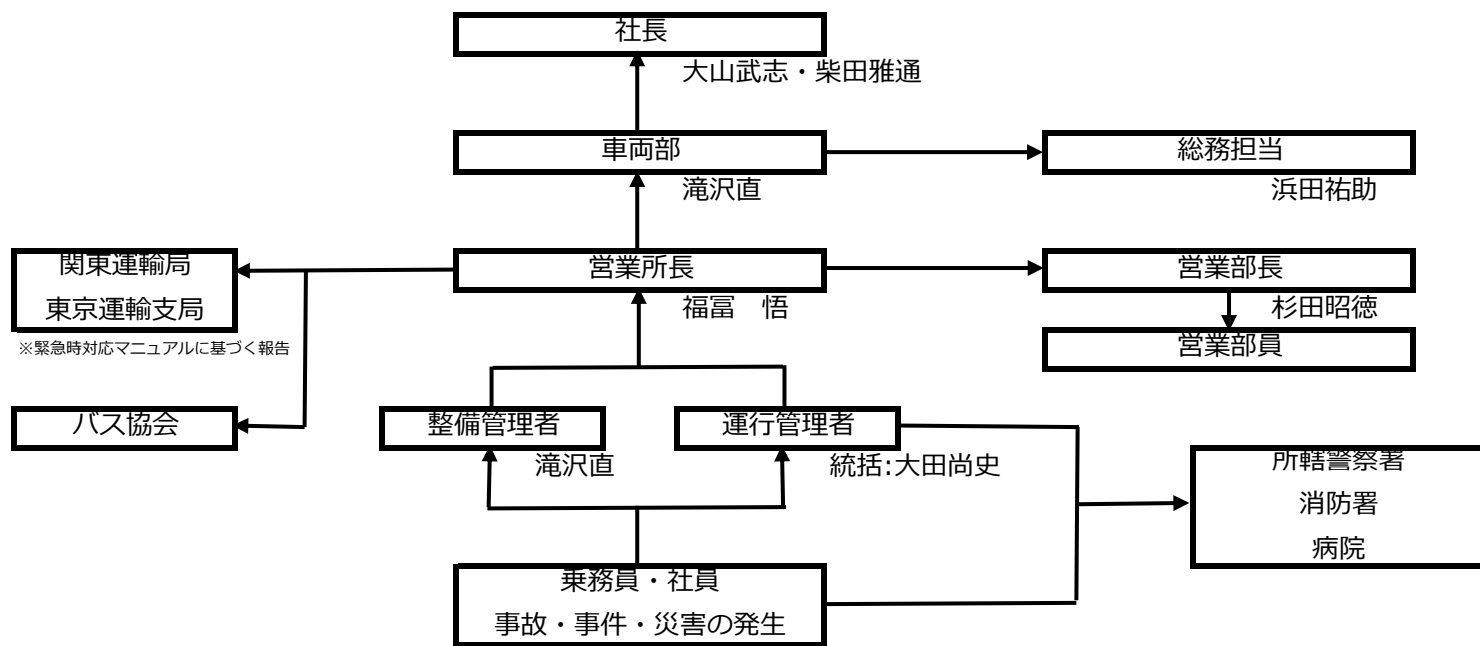 社長
大山武志・柴田雅通
車両部
総務担当
滝沢直
浜田祐助
関東運輸局
東京運輸支局
※緊急時対応マニュアルに基づく報告
営業所長
福冨　悟
営業部長
杉田昭徳
営業部員
バス協会
整備管理者
滝沢直
運行管理者
統括:大田尚史
所轄警察署
消防署
病院
乗務員・社員
事故・事件・災害の発生